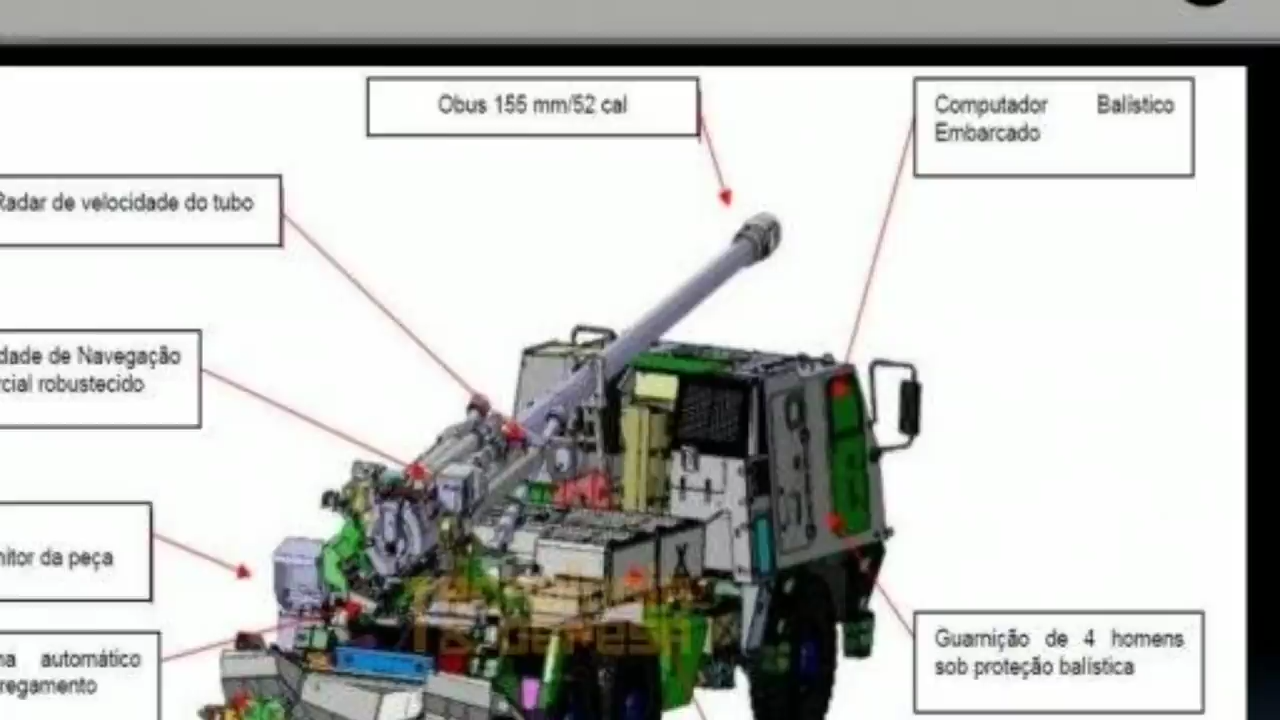 Obus 155 mm/52 cal
Computador Balístico
Embarcado
Radar de velocidade do tubo
dade de Navegação
rcial robustecido
nitor da peça
ma automático
regamento
Guarnição de 4 homens
sob proteção balística